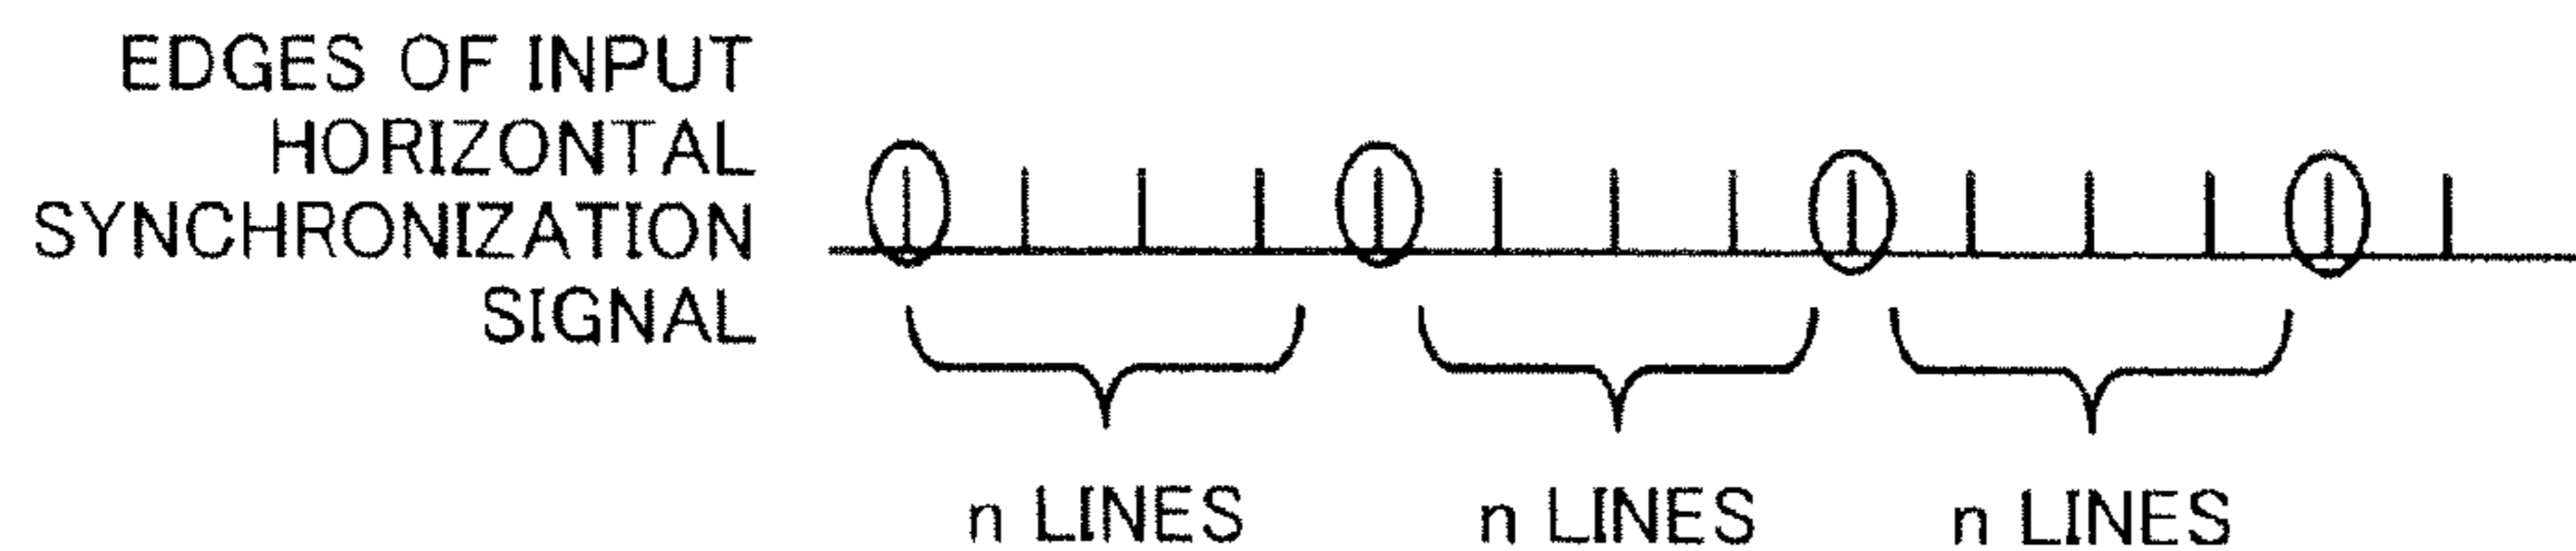 EDGES OF INPUT
HORIZONTAL
SYNCHRONIZATION
SIGNAL
n LINES
n LINES
n LINES